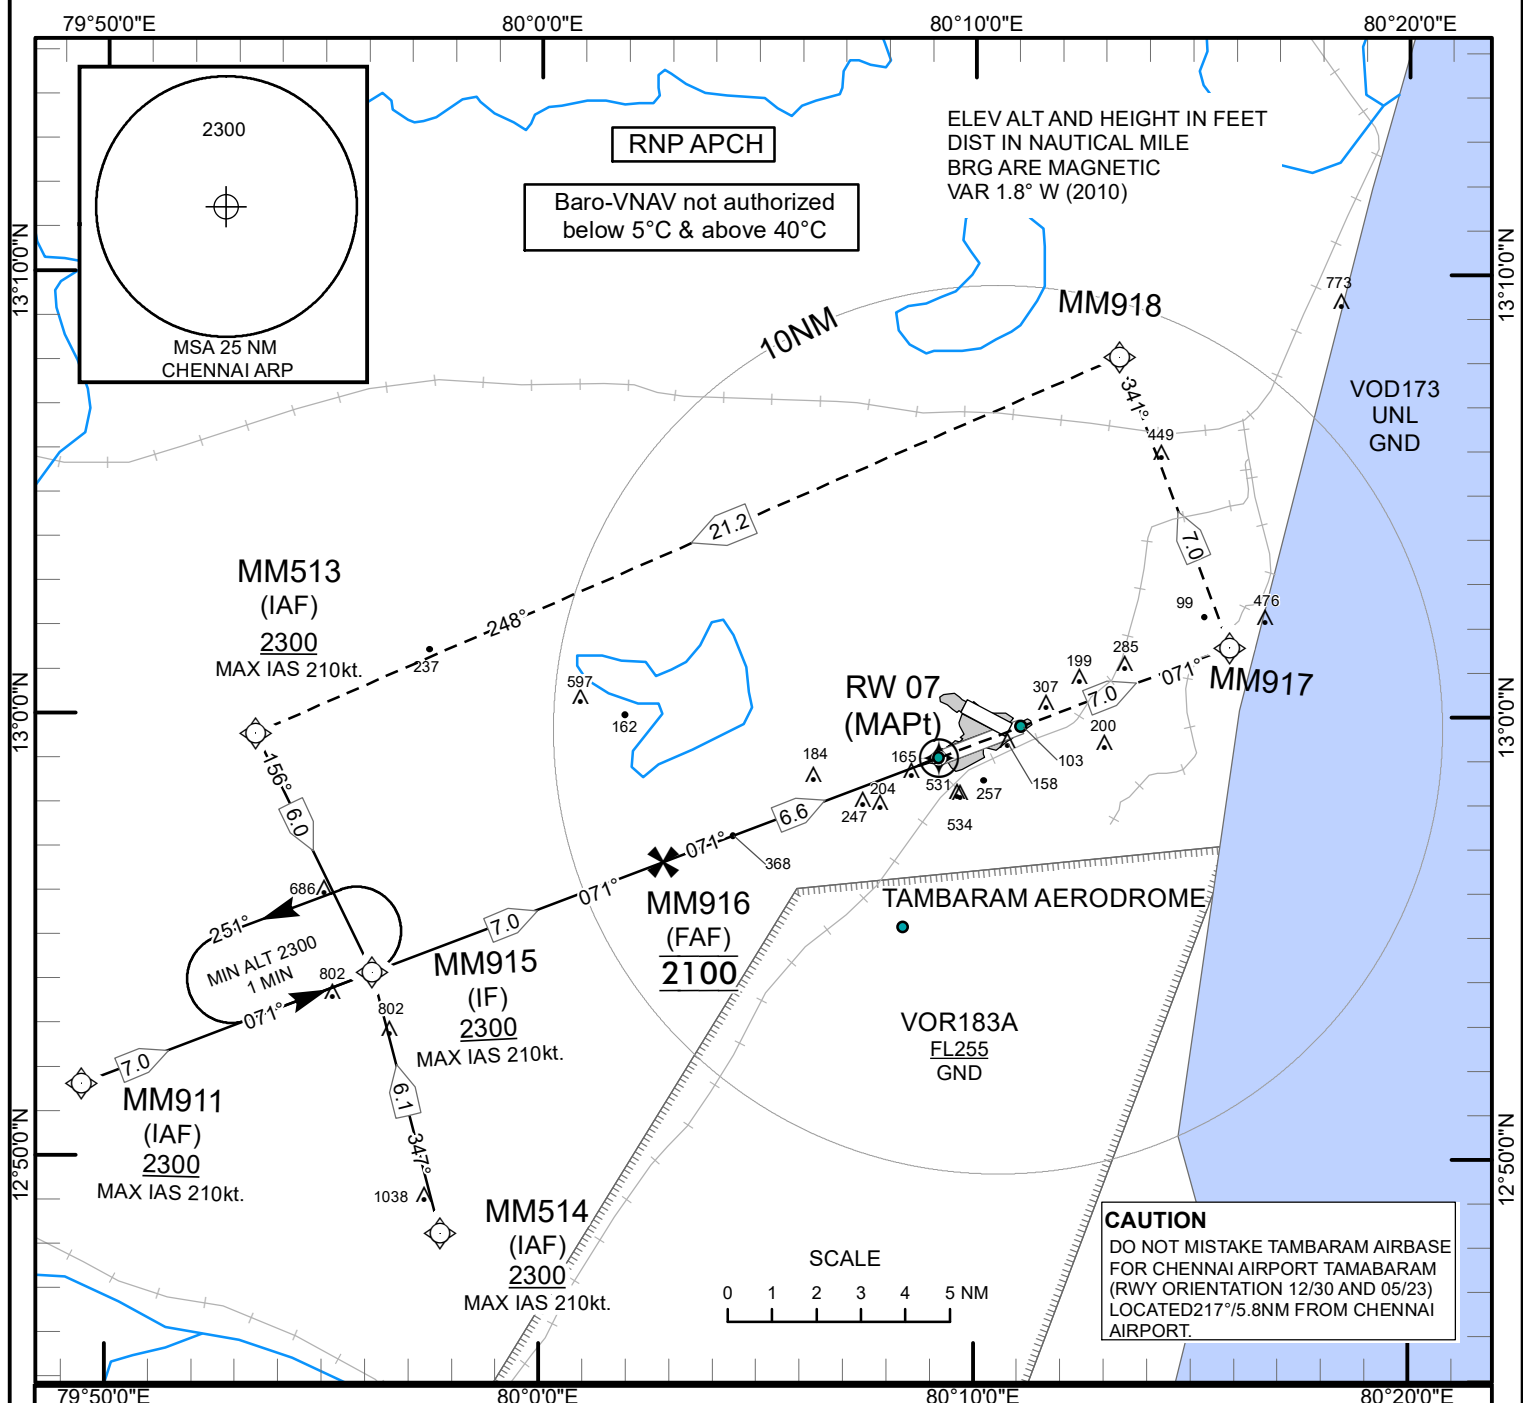 79°50'0"E
80°0'0"E
80°10'0"E
80°20'0"E
2300
MSA 25 NM
CHENNAI ARP
RNP APCH
Baro-VNAV not authorized
below 5°C & above 40°C
ELEV ALT AND HEIGHT IN FEET
DIST IN NAUTICAL MILE
BRG ARE MAGNETIC
VAR 1.8° W (2010)
13°10'0"N
13°10'0"N
773
MM918
10NM
341°
VOD173
UNL
GND
449
21.2
7.0
MM513
(IAF)
2300
MAX IAS 210kt.
248°
237
99
476
285
199
071°
MM917
597
162
RW 07
(MAPt)
307
7.0
13°0'0"N
13°0'0"N
200
184
165
103
158
531
257
534
156°
6.0
204
247
6.6
071°
368
686
071°
MM916
(FAF)
2100
TAMBARAM AERODROME
251°
MIN ALT 2300
1 MIN
7.0
802
071°
MM915
(IF)
2300
MAX IAS 210kt.
802
VOR183A
FL255
GND
7.0
MM911
(IAF)
2300
MAX IAS 210kt.
6.1
347°
12°50'0"N
12°50'0"N
1038
MM514
(IAF)
2300
MAX IAS 210kt.
SCALE
0 1 2 3 4 5 NM
CAUTION
DO NOT MISTAKE TAMBARAM AIRBASE
FOR CHENNAI AIRPORT TAMABARAM
(RWY ORIENTATION 12/30 AND 05/23)
LOCATED217°/5.8NM FROM CHENNAI
AIRPORT.
79°50'0"E
80°0'0"E
80°10'0"E
80°20'0"E